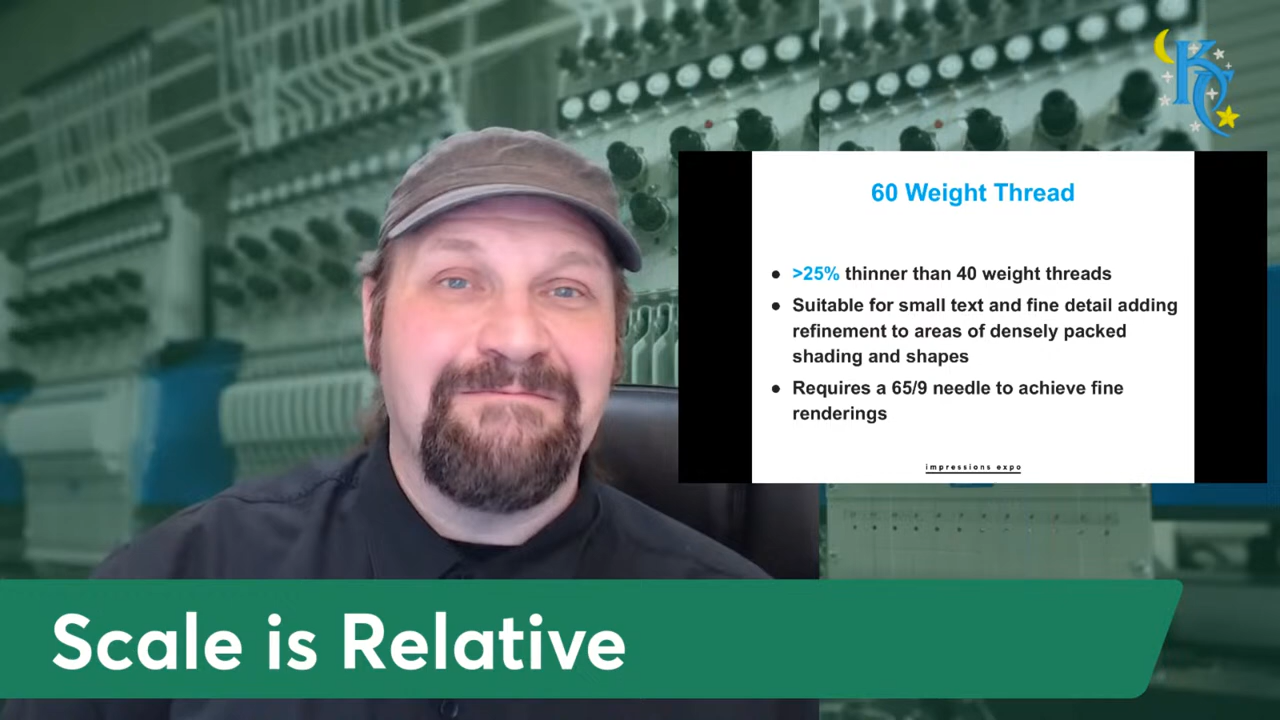 KC
60 Weight Thread
● >25% thinner than 40 weight threads
● Suitable for small text and fine detail adding
refinement to areas of densely packed
shading and shapes
● Requires a 65/9 needle to achieve fine
renderings
impressions expo
Scale is Relative